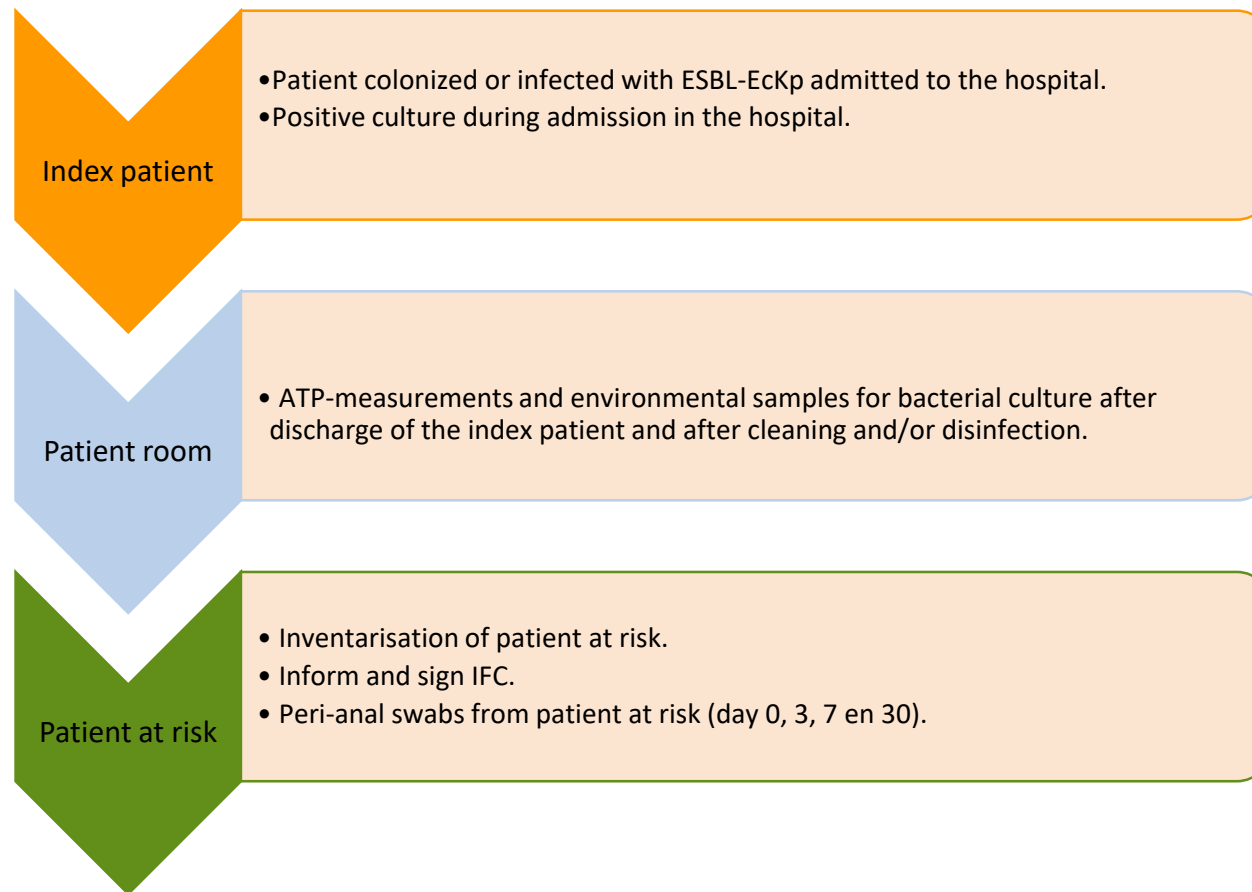 Index patient
•Patient colonized or infected with ESBL-EcKp admitted to the hospital.
•Positive culture during admission in the hospital.
Patient room
• ATP-measurements and environmental samples for bacterial culture after
discharge of the index patient and after cleaning and/or disinfection.
Patient at risk
• Inventarisation of patient at risk.
• Inform and sign IFC.
• Peri-anal swabs from patient at risk (day 0, 3, 7 en 30).